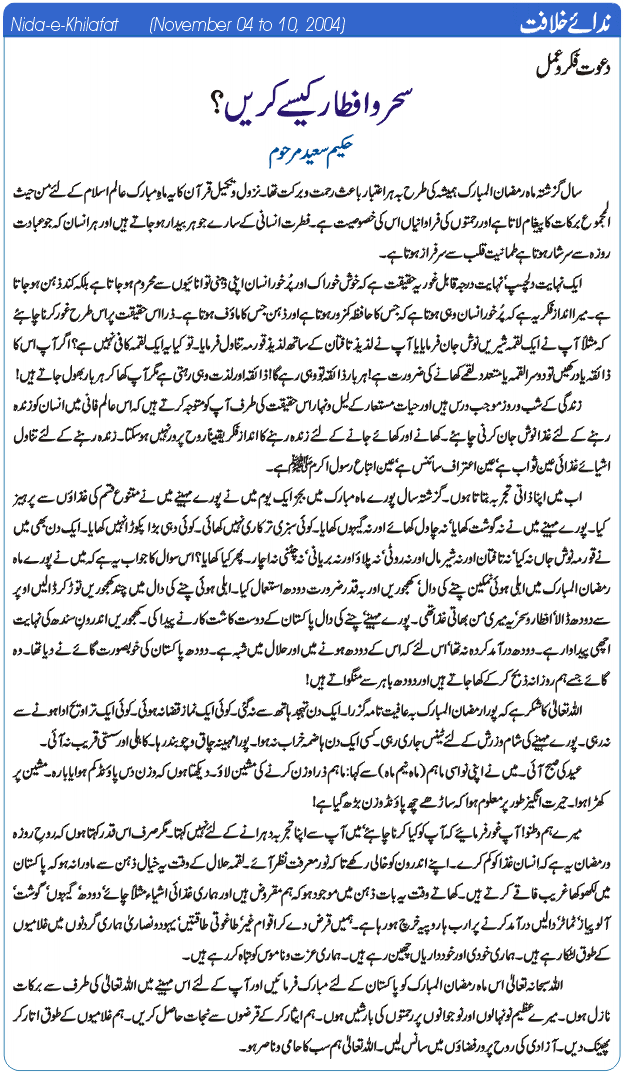 Nida-e-Khilafat (November 04 to 10, 2004) ندائے خلافت
دعوت فکر و عمل
سحر و افطار کیسے کریں؟
حکیم سعید مرحوم
سال گزشتہ ماہ رمضان المبارک ہمیشہ کی طرح بہ ہر اعتبار باعث رحمت و برکت تھا۔ نزول و تکمیل قرآن کا یہ ماہ مبارک عالم اسلام کے لئے من حیث
المجموع برکات کا پیغام لاتا ہے اور رحمتوں کی فراوانیاں اس کی خصوصیت ہے۔ فطرت انسانی کے سارے جوہر بیدار ہو جاتے ہیں اور ہر انسان کہ جو عبادت
روزہ سے سرشار ہوتا ہے طمانیت قلب سے سرفراز ہوتا ہے۔
ایک نہایت دلچسپ‘ نہایت درجہ قابل غور یہ حقیقت ہے کہ خوش خوراک اور پُرخور انسان اپنی ذہنی توانائیوں سے محروم ہو جاتا ہے بلکہ کند ذہن ہو جاتا
ہے۔ میرا انداز فکر یہ ہے کہ پُرخور انسان وہی ہوتا ہے کہ جس کا حافظہ کمزور ہوتا ہے اور ذہن جس کا ماؤف ہوتا ہے۔ ذرا اس حقیقت پر اس طرح غور کرنا چاہئے
کہ مثلاً آپ نے ایک لقمہ شیریں نوش جان فرمایا یا آپ نے لذیذ تافتان کے ساتھ لذیذ قورمہ تناول فرمایا۔ تو کیا یہ ایک لقمہ کافی نہیں ہے؟ اگر آپ اس کا
ذائقہ یاد رکھیں تو دوسرا لقمہ یا متعدد لقمے کھانے کی ضرورت ہے! ہر بار ذائقہ تو وہی رہے گا! ذائقہ اور لذت وہی رہتی ہے مگر آپ کھا کر ہر بار بھول جاتے ہیں!
زندگی کے شب و روز موجب درس ہیں اور حیات مستعار کے لیل و نہار اس حقیقت کی طرف آپ کو متوجہ کرتے ہیں کہ اس عالم فانی میں انسان کو زندہ
رہنے کے لئے غذا نوش جان کرنی چاہئے۔ کھانے اور کھائے جانے کے لئے زندہ رہنے کا انداز فکر یقیناً روح پرور نہیں ہو سکتا۔ زندہ رہنے کے لئے تناول
اشیائے غذائی عین ثواب ہے‘ عین اعتراف سائنس ہے‘ عین اتباع رسول اکرم ﷺ ہے۔
اب میں اپنا ذاتی تجربہ بتاتا ہوں۔ گزشتہ سال پورے ماہ مبارک میں بجز ایک یوم میں نے پورے مہینے میں نے متنوع قسم کی غذاؤں سے پرہیز
کیا۔ پورے مہینے میں نے نہ گوشت کھایا‘ نہ چاول کھائے اور نہ گیہوں کھایا۔ کوئی سبزی ترکاری نہیں کھائی۔ کوئی دہی بڑا پکوڑا نہیں کھایا۔ ایک دن بھی میں
نے قورمہ نوش جاں نہ کیا‘ نہ تافتان اور نہ شیرمال اور نہ روٹی‘ نہ پلاؤ اور نہ بریانی‘ نہ چٹنی نہ اچار۔ پھر کیا کھایا؟ اس سوال کا جواب یہ ہے کہ میں نے پورے ماہ
رمضان المبارک میں ابلی ہوئی نمکین چنے کی دال‘ کھجوریں اور بہ قدر ضرورت دودھ استعمال کیا۔ ابلی ہوئی چنے کی دال میں چند کھجوریں توڑ کر ڈالیں اوپر
سے دودھ ڈالا‘ افطار و سحر‘ یہ میری من بھاتی غذا تھی۔ پورے مہینے‘ چنے کی دال پاکستان کے دوست کاشت کار نے پیدا کی۔ کھجوریں اندرون سندھ کی نہایت
اچھی پیداوار ہے۔ دودھ درآمد کردہ نہ تھا‘ اس لئے کہ اس کے دودھ ہونے میں اور حلال میں شبہ ہے۔ دودھ پاکستان کی خوبصورت گائے نے دیا تھا۔ وہ
گائے جسے ہم روزانہ ذبح کر کے کھا جاتے ہیں اور دودھ باہر سے منگواتے ہیں!
اللہ تعالیٰ کا شکر ہے کہ پورا رمضان المبارک بہ عافیت تامہ گزرا۔ ایک دن تہجد ہاتھ سے نہ گئی۔ کوئی ایک نماز قضا نہ ہوئی۔ کوئی ایک تراویح ادا ہونے سے
نہ رہی۔ پورے مہینے کی شام ورزش کے لئے ٹینس جاری رہی۔ کسی ایک دن ہاضمہ خراب نہ ہوا۔ پورا مہینہ چاق و چوبند رہا۔ کاہلی اور سستی قریب نہ آئی۔
عید کی صبح آئی۔ میں نے اپنی نواسی ماہم (ماہ نیم ماہ) سے کہا: ماہم ذرا وزن کرنے کی مشین لاؤ۔ دیکھتا ہوں کہ وزن دس پاؤنڈ کم ہوا یا بارہ۔ مشین پر
کھڑا ہوا۔ حیرت انگیز طور پر معلوم ہوا کہ ساڑھے چھ پاؤنڈ وزن بڑھ گیا ہے!
میرے ہم وطنو! آپ غور فرمائیے کہ آپ کو کیا کرنا چاہئے‘ میں آپ سے اپنا تجربہ دہرانے کے لئے نہیں کہتا۔ مگر صرف اس قدر کہتا ہوں کہ روح روزہ
و رمضان یہ ہے کہ انسان غذا کو کم کرے۔ اپنے اندرون کو خالی رکھے تا کہ نور معرفت نظر آئے۔ لقمہ حلال کے وقت یہ خیال ذہن سے ماورا نہ ہو کہ پاکستان
میں لکھوکھا غریب فاقے کرتے ہیں۔ کھاتے وقت یہ بات ذہن میں موجود ہو کہ ہم مقروض ہیں اور ہماری غذائی اشیاء مثلاً چائے‘ دودھ‘ گیہوں‘ گوشت‘
آلو پیاز‘ ٹماٹر‘ دالیں درآمد کرنے پر ارب ہا روپیہ خرچ ہو رہا ہے۔ ہمیں قرض دے کر اقوام غیر‘ طاغوتی طاقتیں‘ یہود و نصاریٰ ہماری گردنوں میں غلامیوں
کے طوق لٹکا رہے ہیں۔ ہماری خودی اور خودداریاں چھین رہے ہیں۔ ہماری عزت و ناموس کو تباہ کر رہے ہیں۔
اللہ سبحانہ تعالیٰ اس ماہ رمضان المبارک کو پاکستان کے لئے مبارک فرمائیں اور آپ کے لئے اس مہینے میں اللہ تعالیٰ کی طرف سے برکات
نازل ہوں۔ میرے عظیم نونہالوں اور نوجوانوں پر رحمتوں کی بارشیں ہوں۔ ہم ایثار کر کے قرضوں سے نجات حاصل کریں۔ ہم غلامیوں کے طوق اتار کر
پھینک دیں۔ آزادی کی روح پرور فضاؤں میں سانس لیں۔ اللہ تعالیٰ ہم سب کا حامی و ناصر ہو۔